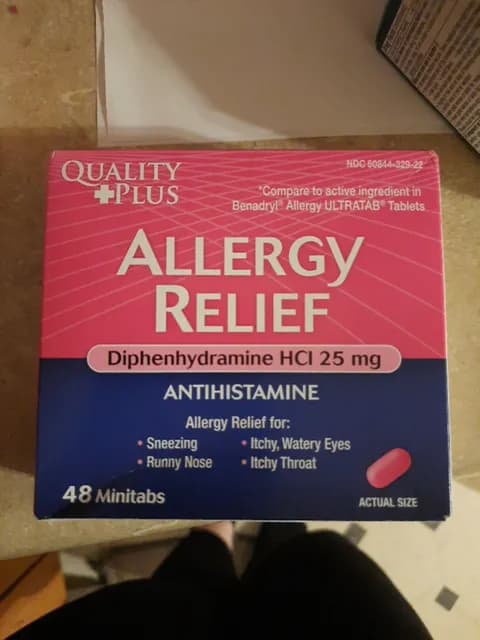 QUALITY
PLUS
NDC 60844-329-22
*Compare to active ingredient in
Benadryl® Allergy ULTRATAB® Tablets
ALLERGY
RELIEF
Diphenhydramine HCl 25 mg
ANTIHISTAMINE
Allergy Relief for:
• Sneezing
• Itchy, Watery Eyes
• Runny Nose
• Itchy Throat
48 Minitabs
ACTUAL SIZE